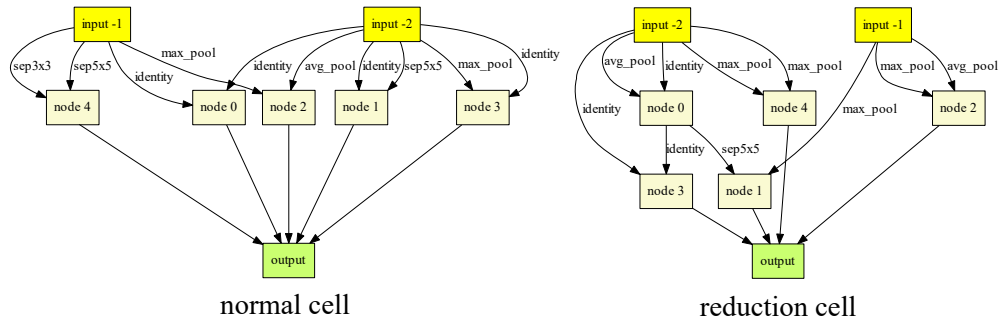 input -1
input -2
sep3x3
sep5x5
identity
max_pool
identity
avg_pool
identity
sep5x5
max_pool
identity
node 4
node 0
node 2
node 1
node 3
output
normal cell
input -2
input -1
avg_pool
identity
max_pool
max_pool
max_pool
avg_pool
identity
max_pool
node 0
node 4
node 2
identity
sep5x5
node 3
node 1
output
reduction cell